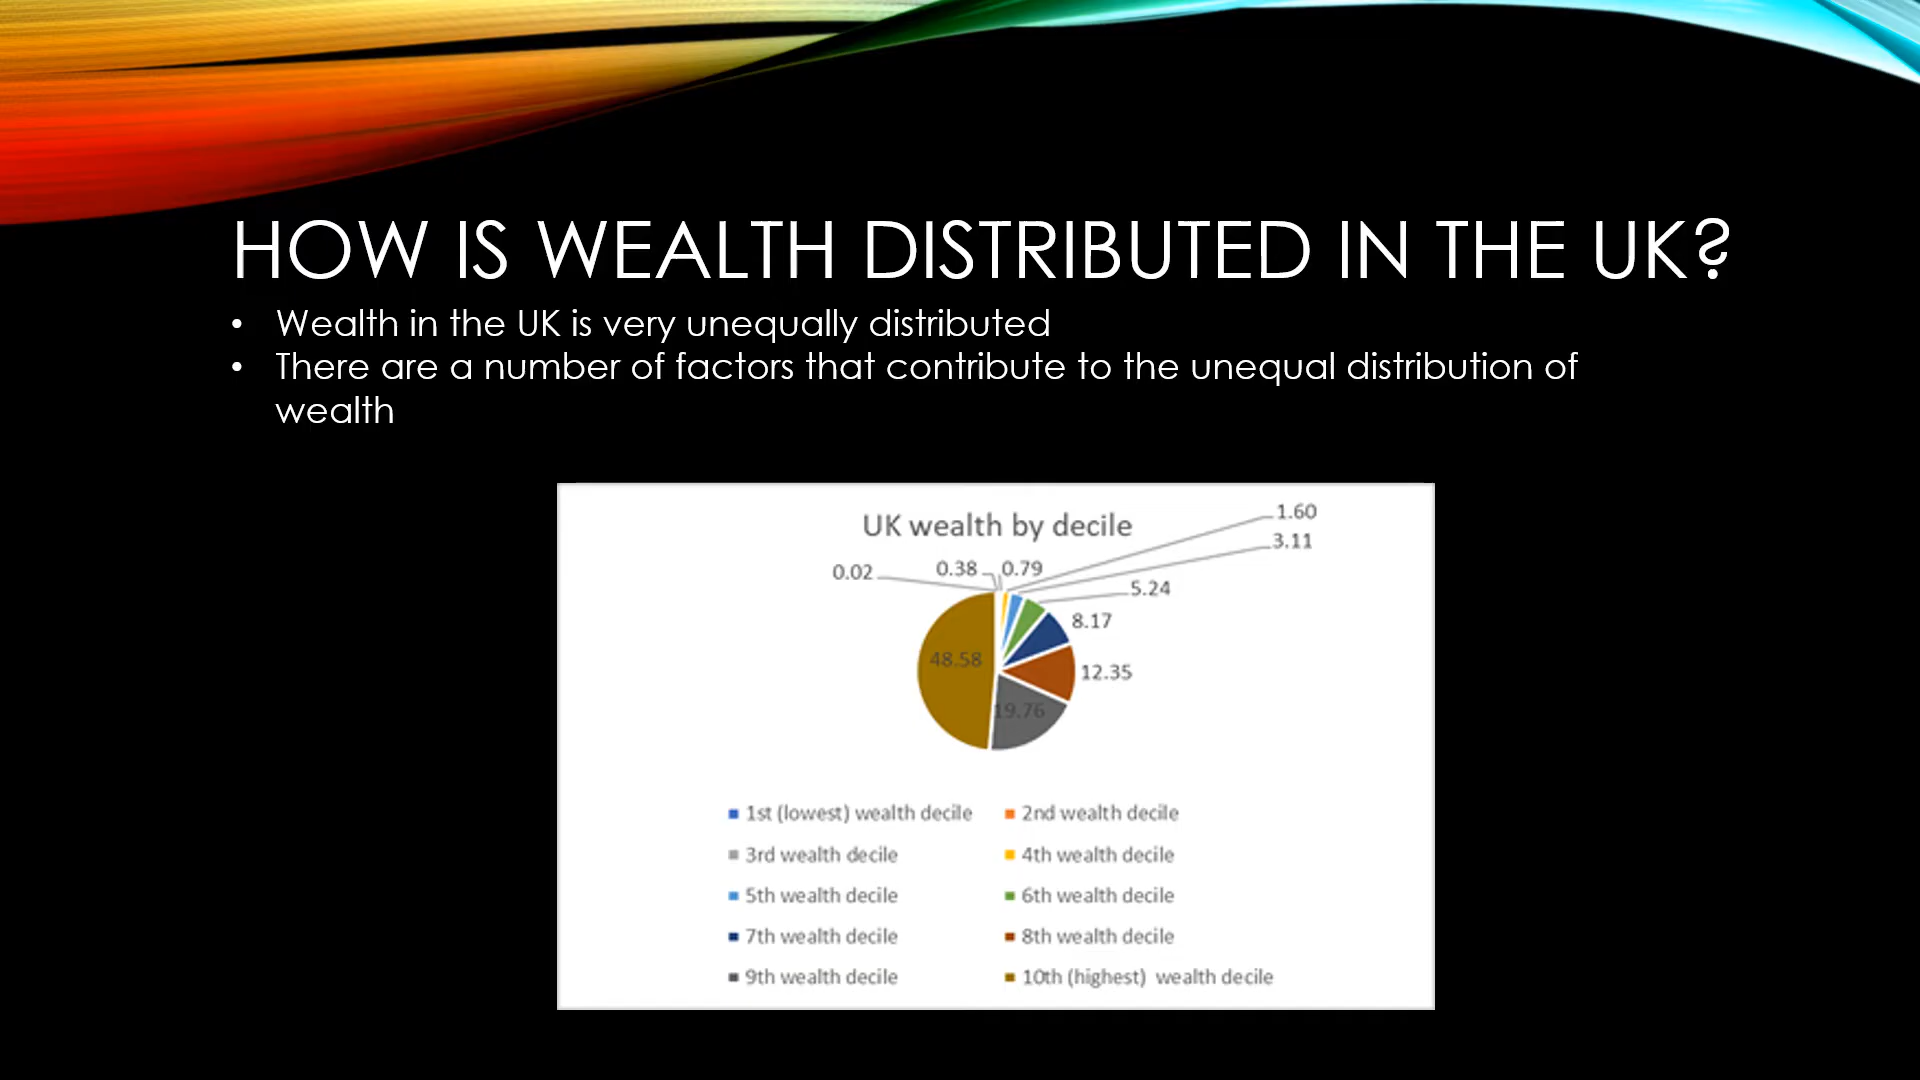 HOW IS WEALTH DISTRIBUTED IN THE UK?
• Wealth in the UK is very unequally distributed
• There are a number of factors that contribute to the unequal distribution of
wealth
UK wealth by decile
1.60
3.11
0.02
0.38
0.79
5.24
8.17
48.58
12.35
19.76
1st (lowest) wealth decile
2nd wealth decile
3rd wealth decile
4th wealth decile
5th wealth decile
6th wealth decile
7th wealth decile
8th wealth decile
9th wealth decile
10th (highest) wealth decile